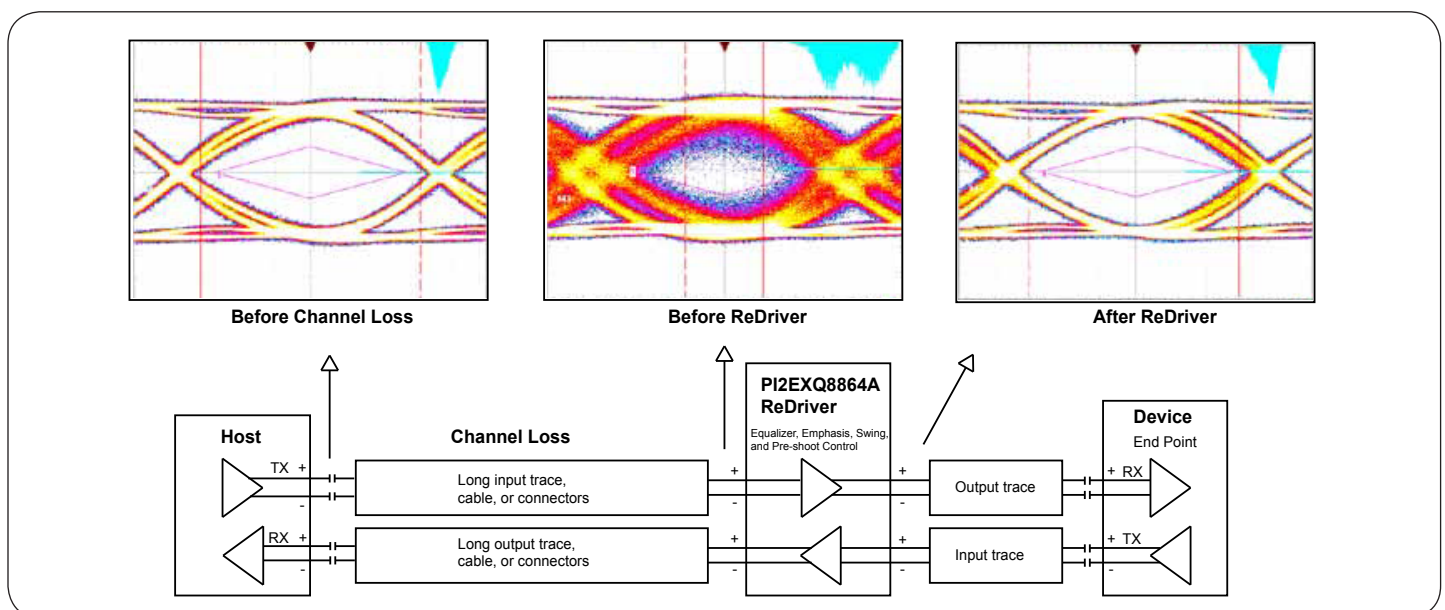 Before Channel Loss
Before ReDriver
After ReDriver
PI2EXQ8864A
ReDriver
Equalizer, Emphasis, Swing,
and Pre-shoot Control
Host
Channel Loss
Device
End Point
TX +
-
Long input trace,
cable, or connectors
+
-
+
-
Output trace
+ RX
-
RX +
-
Long output trace,
cable, or connectors
+
-
+
-
Input trace
+ TX
-